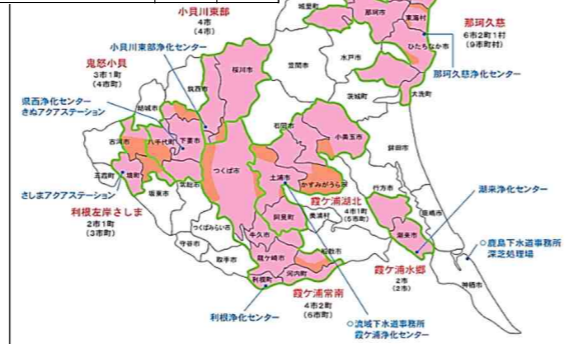 小貝川東部
4市
(4市)
小貝川東部浄化センター
鬼怒小貝
3市1町
(4市町)
県西浄化センター
きぬアクアステーション
さしまアクアステーション
利根左岸さしま
2市1町
(3市町)
那珂久慈
6市2町1村
(9市町村)
那珂久慈浄化センター
城里町
那珂市
東海村
ひたちなか市
水戸市
大洗町
茨城町
笠間市
桜川市
筑西市
結城市
古河市
八千代町
下妻市
五霞町
境町
坂東市
常総市
つくば市
つくばみらい市
守谷市
取手市
石岡市
小美玉市
鉾田市
かすみがうら市
土浦市
行方市
霞ケ浦湖北
4市1町
(5市町)
阿見町
美浦村
牛久市
稲敷市
龍ケ崎市
河内町
利根町
潮来市
鹿嶋市
神栖市
潮来浄化センター
○鹿島下水道事務所
深芝処理場
霞ケ浦水郷
2市
(2市)
霞ケ浦常南
4市2町
(6市町)
利根浄化センター
○流域下水道事務所
霞ケ浦浄化センター